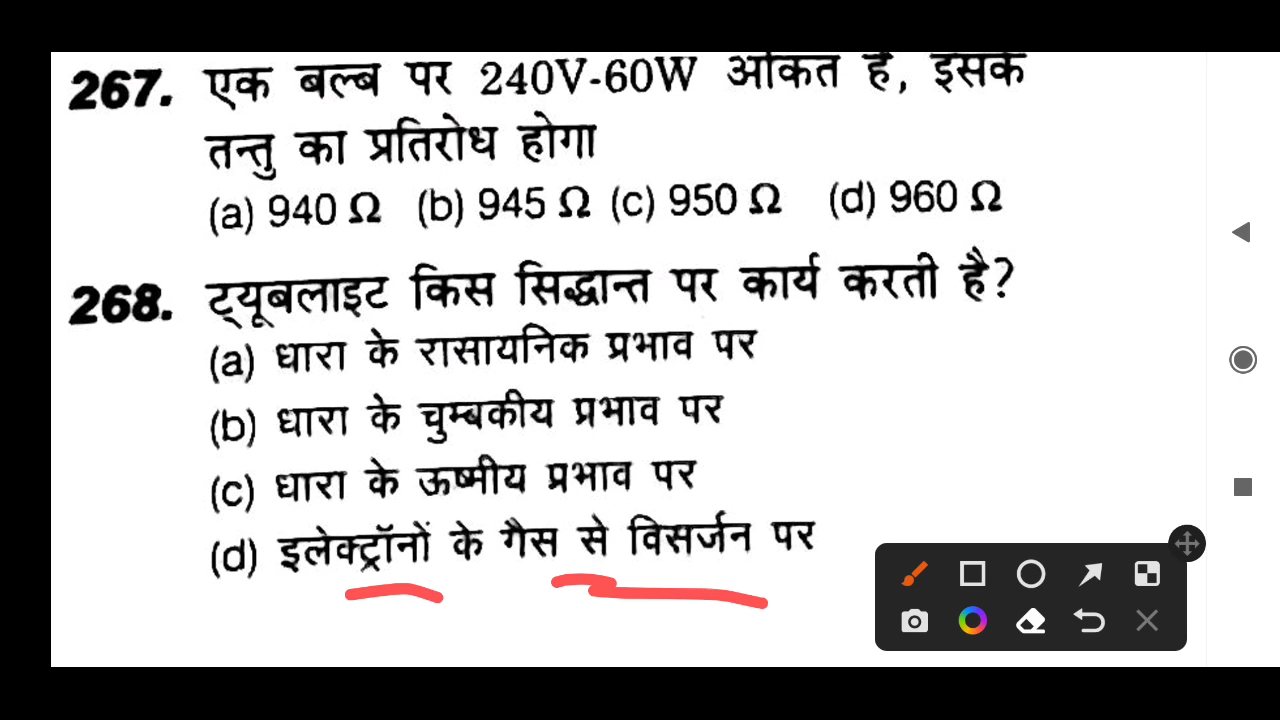 267. एक बल्ब पर 240V-60W अंकित है, इसके
तन्तु का प्रतिरोध होगा
(a) 940 Ω (b) 945 Ω (c) 950 Ω (d) 960 Ω
268. ट्यूबलाइट किस सिद्धान्त पर कार्य करती है?
(a) धारा के रासायनिक प्रभाव पर
(b) धारा के चुम्बकीय प्रभाव पर
(c) धारा के ऊष्मीय प्रभाव पर
(d) इलेक्ट्रॉनों के गैस से विसर्जन पर